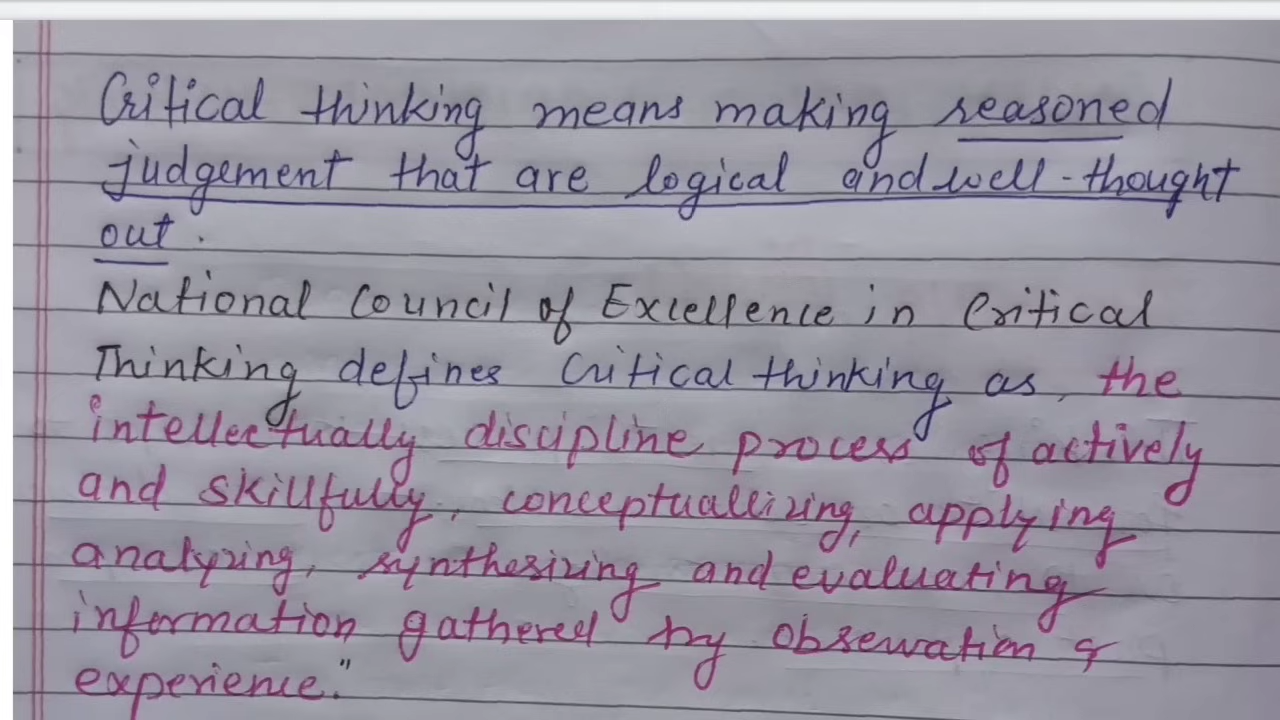 Critical thinking means making reasoned
judgement that are logical and well-thought
out.
National Council of Excellence in Critical
Thinking defines Critical thinking as, the
intellectually discipline process of actively
and skillfully, conceptuallizing, applying
analyzing, synthesizing and evaluating
information gathered by observation &
experience."